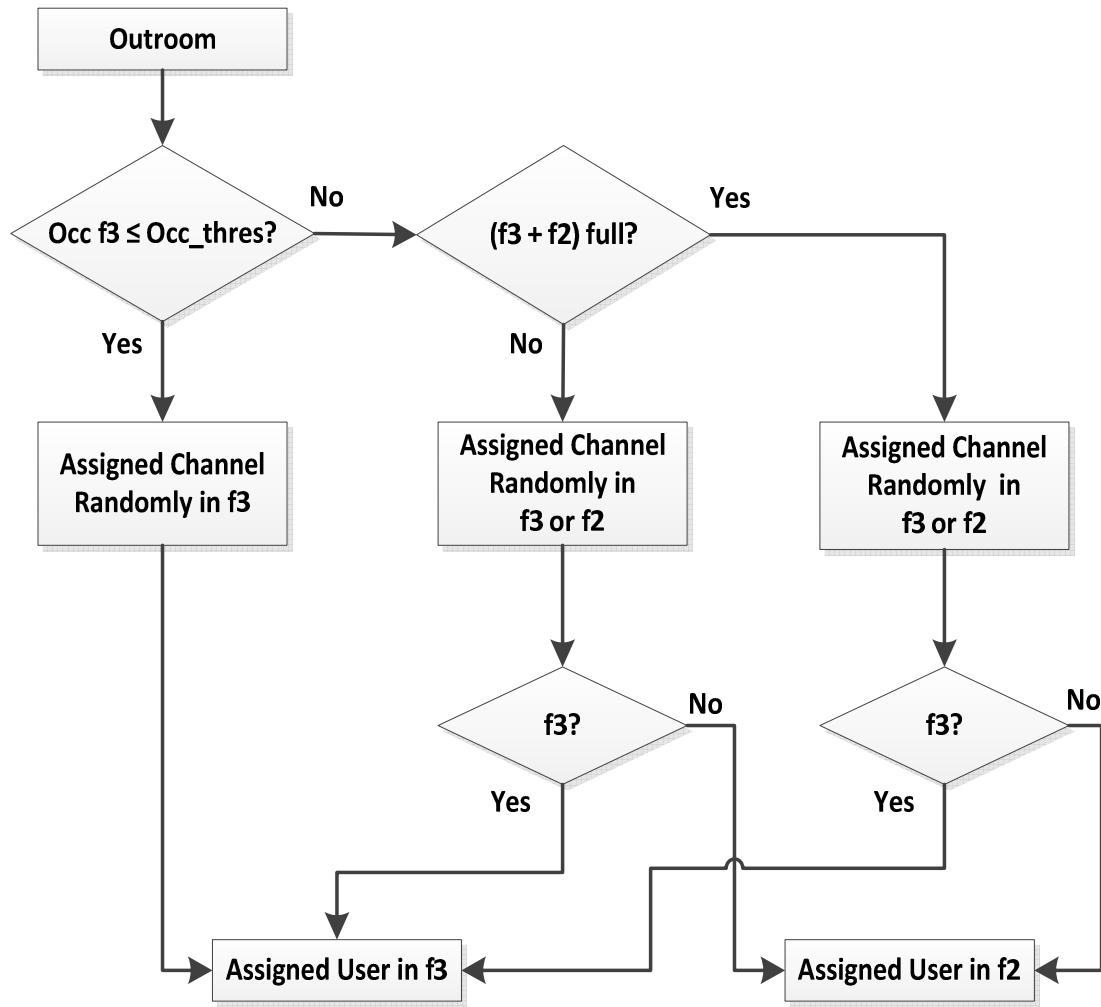 Outroom
Occ f3 ≤ Occ_thres?
No
(f3 + f2) full?
Yes
Yes
No
Assigned Channel
Randomly in f3
Assigned Channel
Randomly in
f3 or f2
Assigned Channel
Randomly in
f3 or f2
f3?
No
f3?
No
Yes
Yes
Assigned User in f3
Assigned User in f2